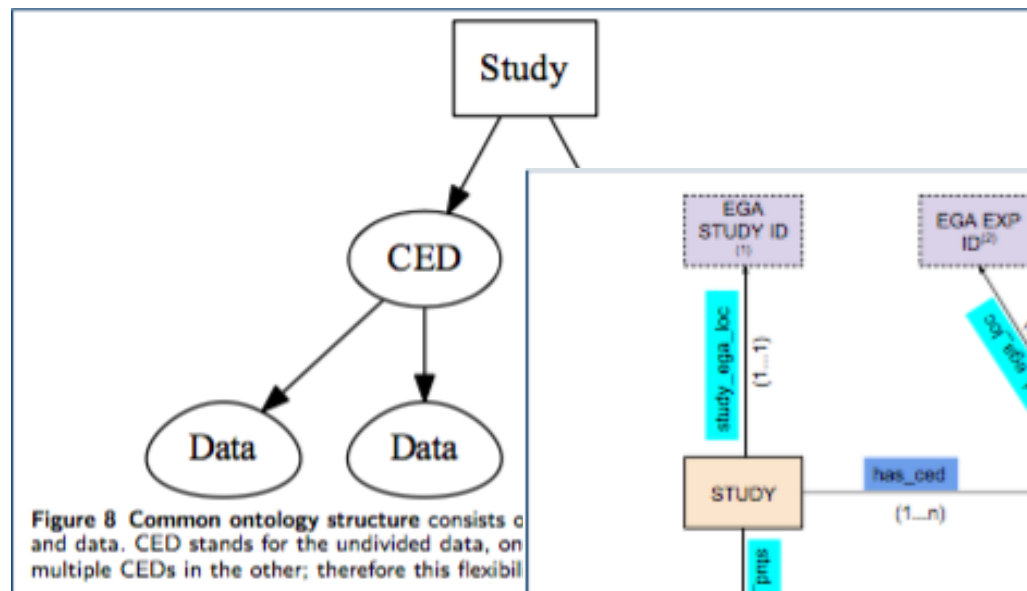 Study
CED
Data
Data
Figure 8 Common ontology structure consists
and data. CED stands for the undivided data, on
multiple CEDs in the other; therefore this flexibil
EGA
STUDY ID
(1)
EGA EXP
ID(2)
study_ega_loc
(1...1)
ega_loc
STUDY
has_ced
(1...n)
stud